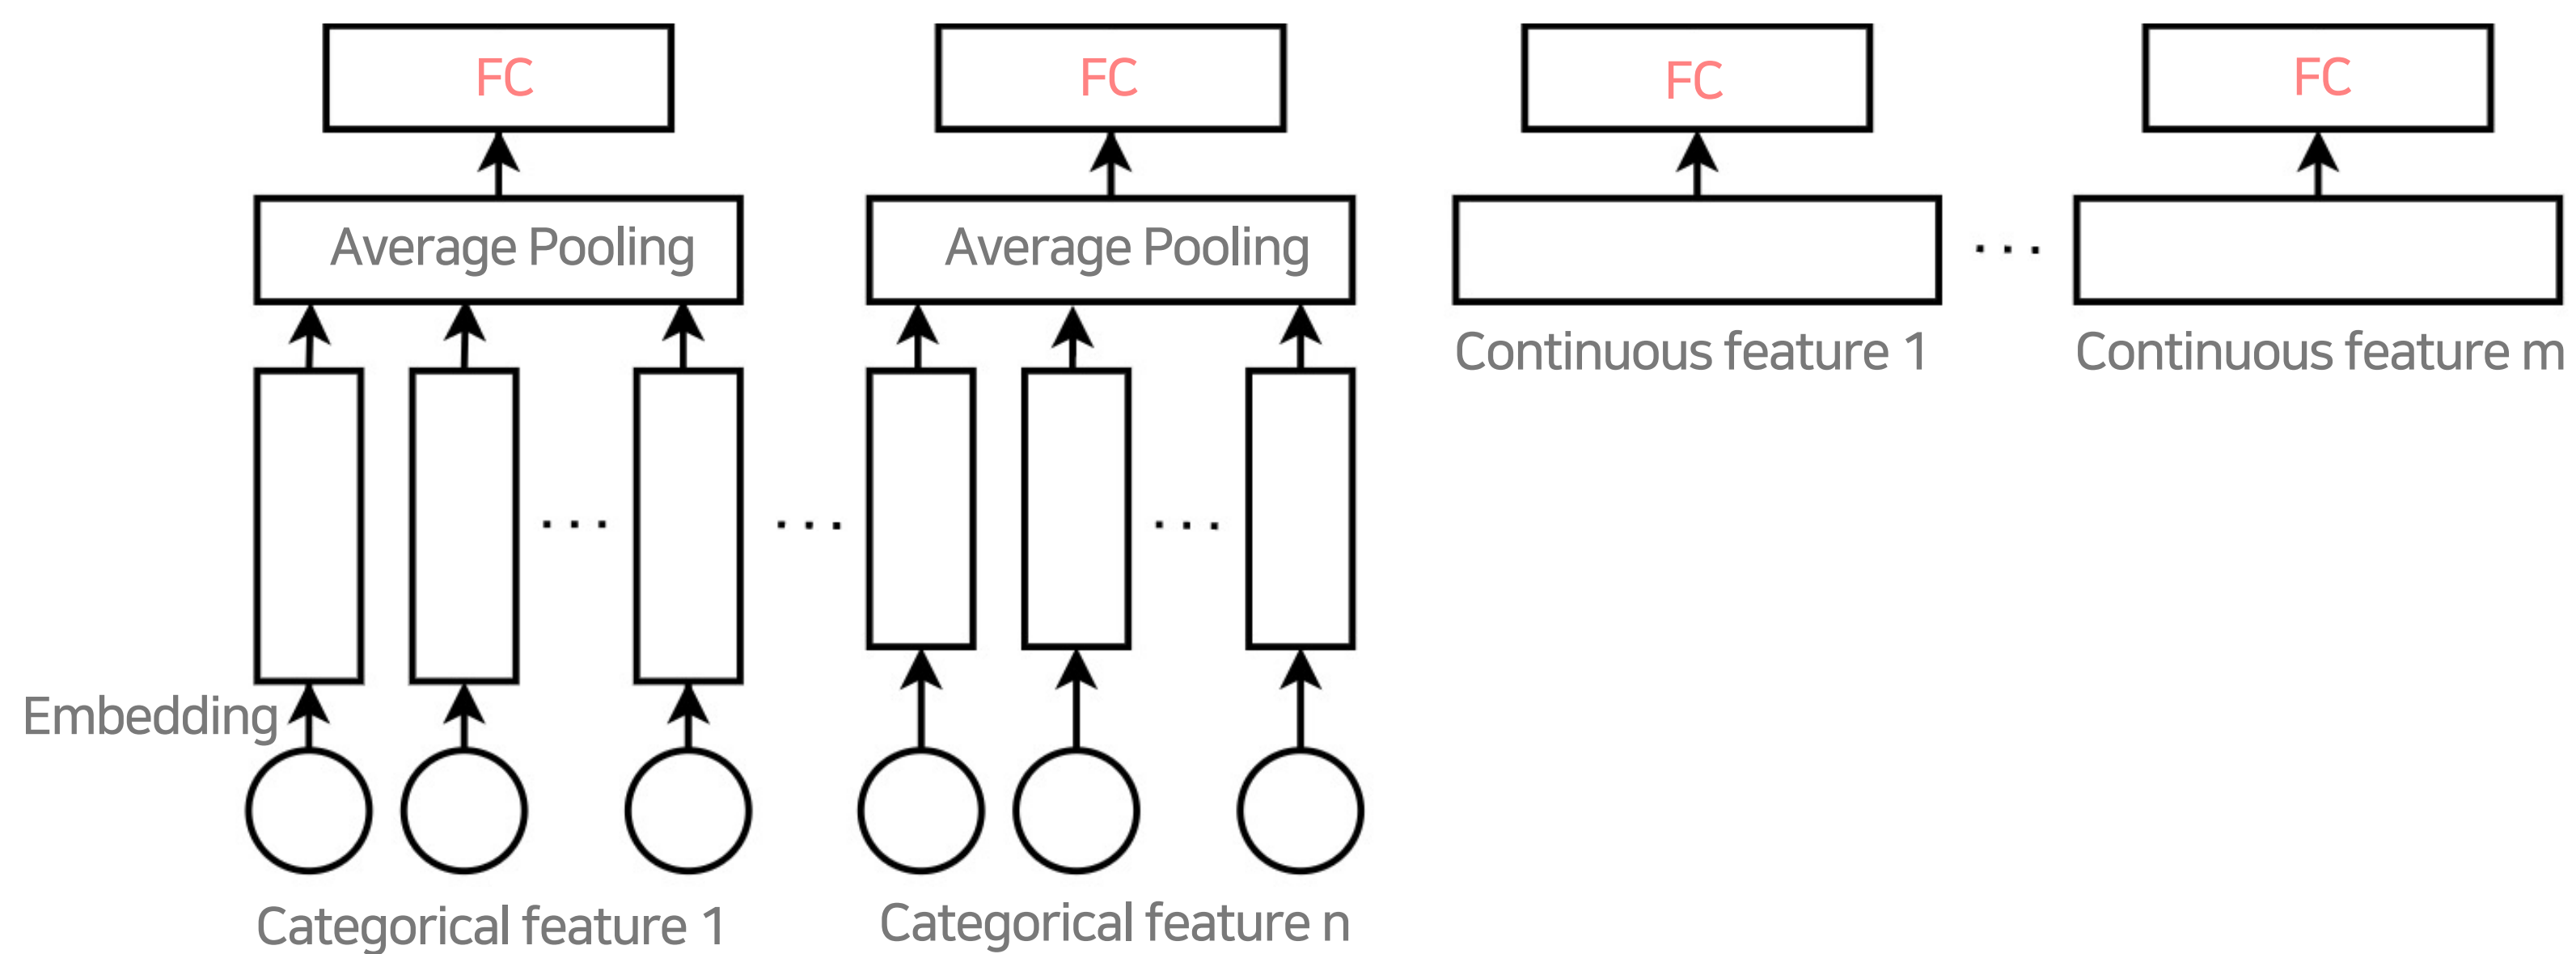 FC
FC
FC
FC
Average Pooling
Average Pooling
Continuous feature 1
Continuous feature m
Embedding
Categorical feature 1
Categorical feature n